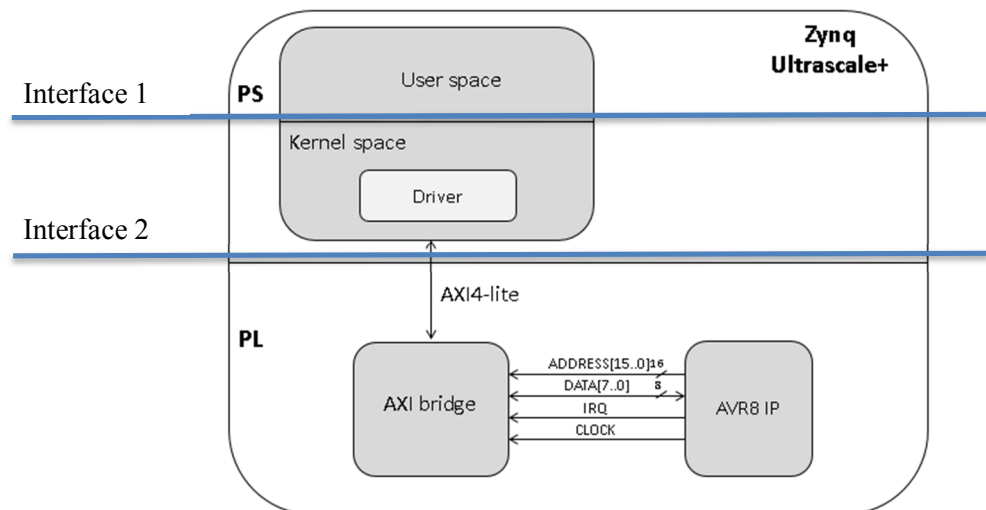 Zynq
Ultrascale+
User space
Interface 1
PS
Kernel space
Driver
Interface 2
AXI4-lite
PL
ADDRESS[15..0] 16
DATA[7..0] 8
AXI bridge
IRQ
AVR8 IP
CLOCK